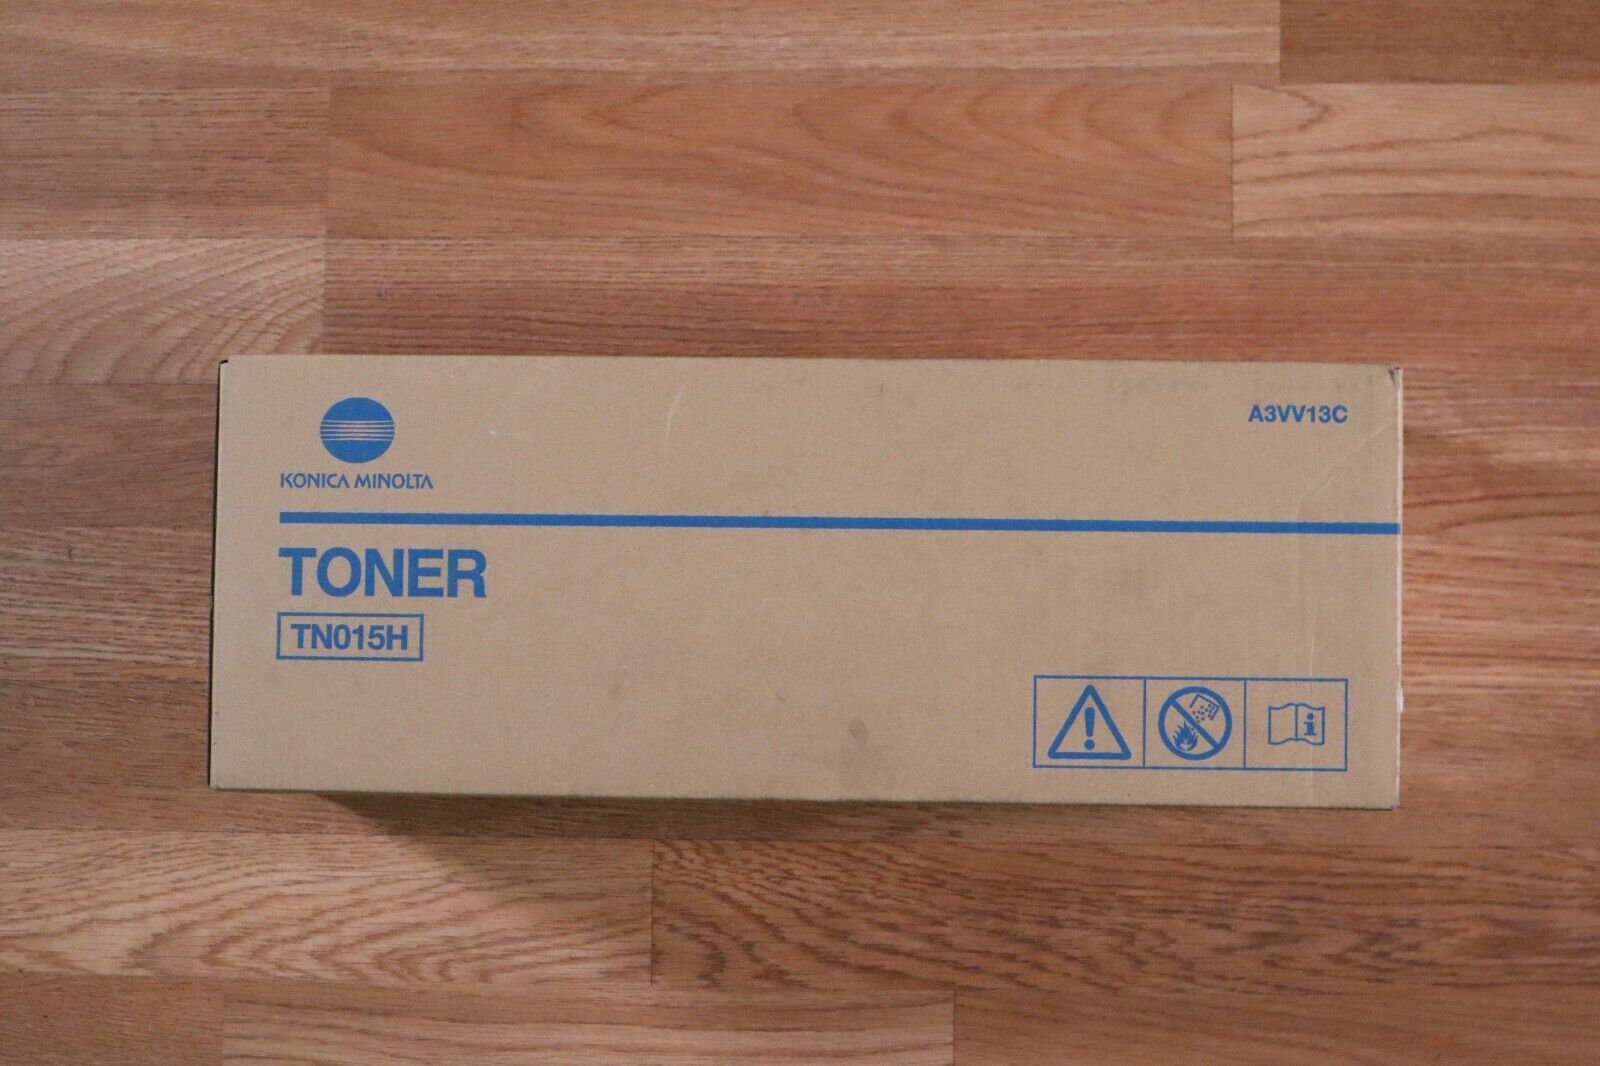 KONICA MINOLTA
A3VV13C
TONER
TN015H